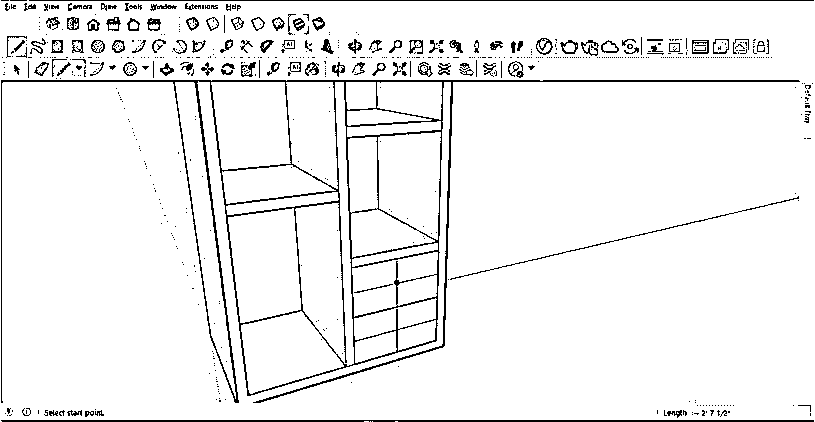 File Edit View Camera Draw Tools Window Extensions Help
Default Tray
Select start point.
Length ~ 2' 7 1/2"